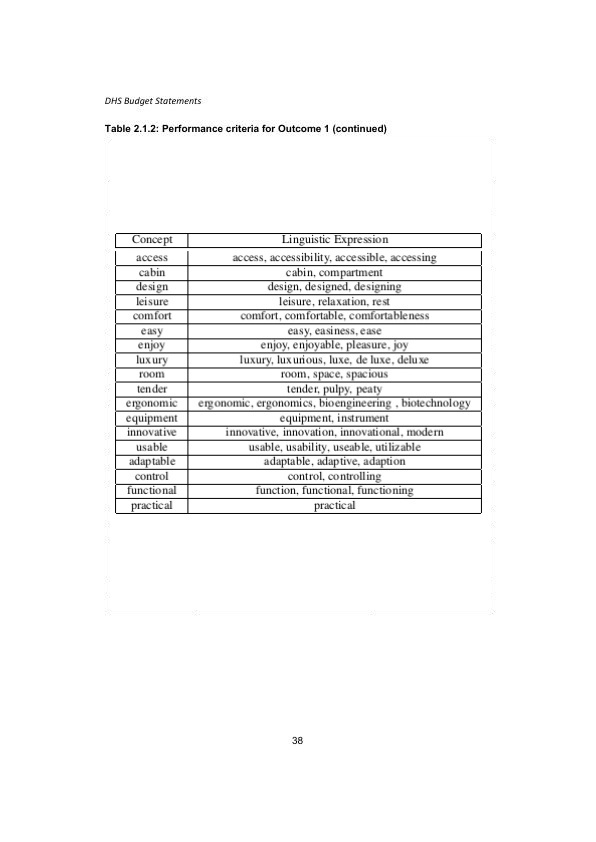 DHS Budget Statements
Table 2.1.2: Performance criteria for Outcome 1 (continued)
Concept Linguistic Expression
access access, accessibility, accessible, accessing
cabin cabin, compartment
design design, designed, designing
leisure leisure, relaxation, rest
comfort comfort, comfortable, comfortableness
easy easy, easiness, ease
enjoy enjoy, enjoyable, pleasure, joy
luxury luxury, luxurious, luxe, de luxe, deluxe
room room, space, spacious
tender tender, pulpy, peaty
ergonomic ergonomic, ergonomics, bioengineering , biotechnology
equipment equipment, instrument
innovative innovative, innovation, innovational, modern
usable usable, usability, useable, utilizable
adaptable adaptable, adaptive, adaption
control control, controlling
functional function, functional, functioning
practical practical
38